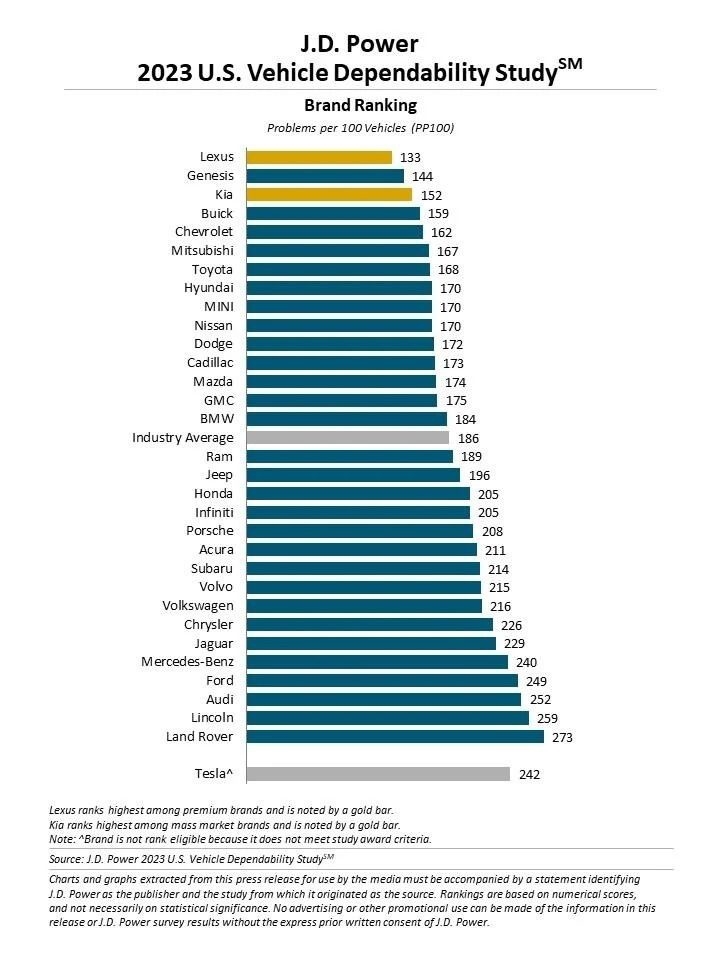 J.D. Power
2023 U.S. Vehicle Dependability StudySM
Brand Ranking
Problems per 100 Vehicles (PP100)
Lexus 133
Genesis 144
Kia 152
Buick 159
Chevrolet 162
Mitsubishi 167
Toyota 168
Hyundai 170
MINI 170
Nissan 170
Dodge 172
Cadillac 173
Mazda 174
GMC 175
BMW 184
Industry Average 186
Ram 189
Jeep 196
Honda 205
Infiniti 205
Porsche 208
Acura 211
Subaru 214
Volvo 215
Volkswagen 216
Chrysler 226
Jaguar 229
Mercedes-Benz 240
Ford 249
Audi 252
Lincoln 259
Land Rover 273
Tesla^ 242
Lexus ranks highest among premium brands and is noted by a gold bar.
Kia ranks highest among mass market brands and is noted by a gold bar.
Note: ^Brand is not rank eligible because it does not meet study award criteria.
Source: J.D. Power 2023 U.S. Vehicle Dependability StudySM
Charts and graphs extracted from this press release for use by the media must be accompanied by a statement identifying
J.D. Power as the publisher and the study from which it originated as the source. Rankings are based on numerical scores,
and not necessarily on statistical significance. No advertising or other promotional use can be made of the information in this
release or J.D. Power survey results without the express prior written consent of J.D. Power.